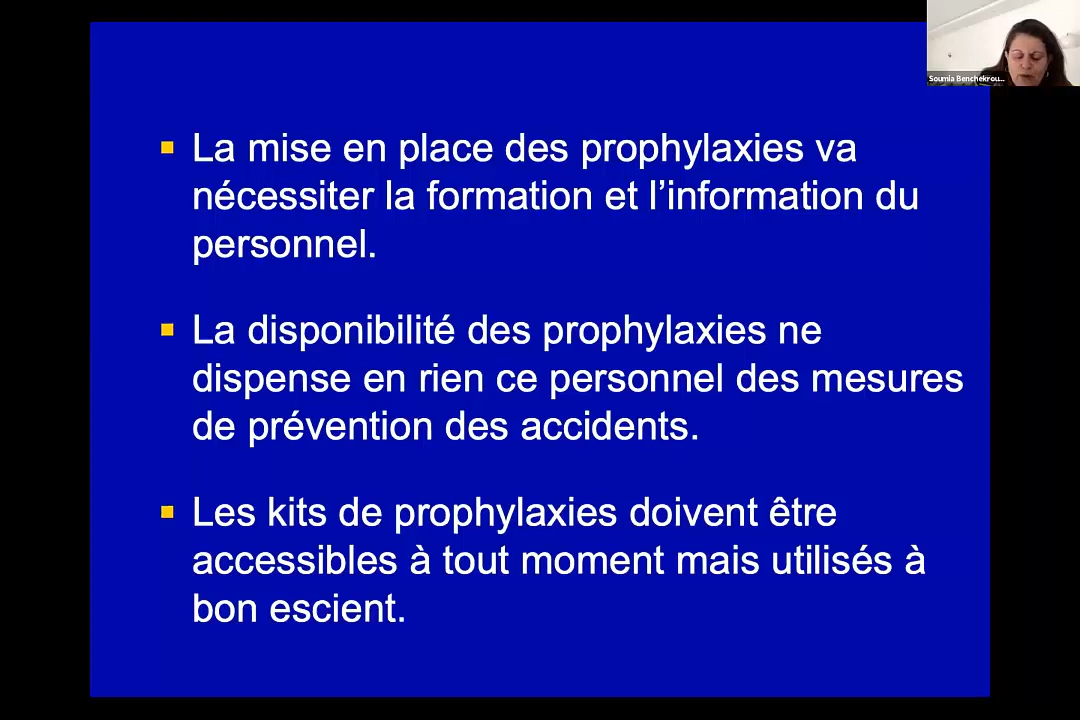 Soumia Benchekrou...
La mise en place des prophylaxies va
nécessiter la formation et l’information du
personnel.
La disponibilité des prophylaxies ne
dispense en rien ce personnel des mesures
de prévention des accidents.
Les kits de prophylaxies doivent être
accessibles à tout moment mais utilisés à
bon escient.